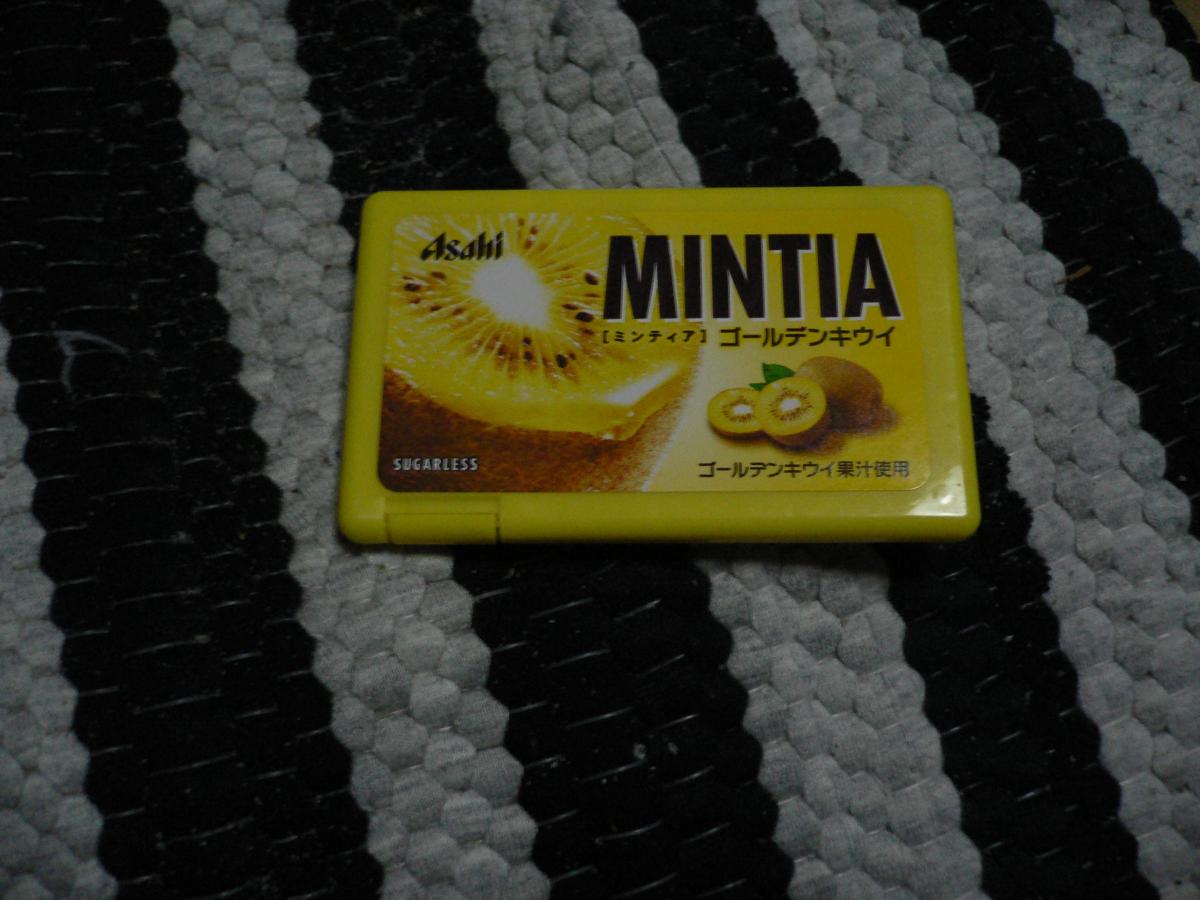 Asahi
MINTIA
[ミンティア] ゴールデンキウイ
SUGARLESS
ゴールデンキウイ果汁使用